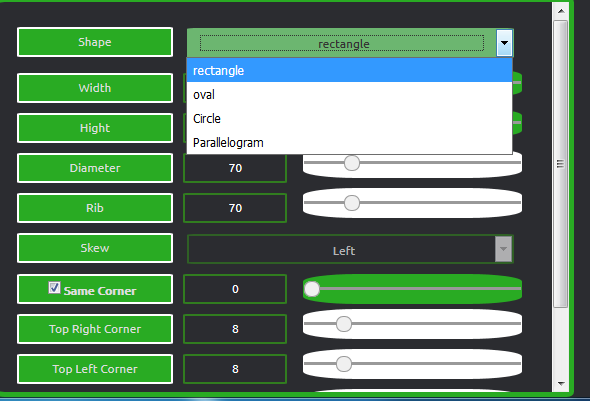 Shape rectangle
rectangle
Width
oval
Hight
Circle
Parallelogram
Diameter 70
Rib 70
Skew Left
Same Corner 0
Top Right Corner 8
Top Left Corner 8